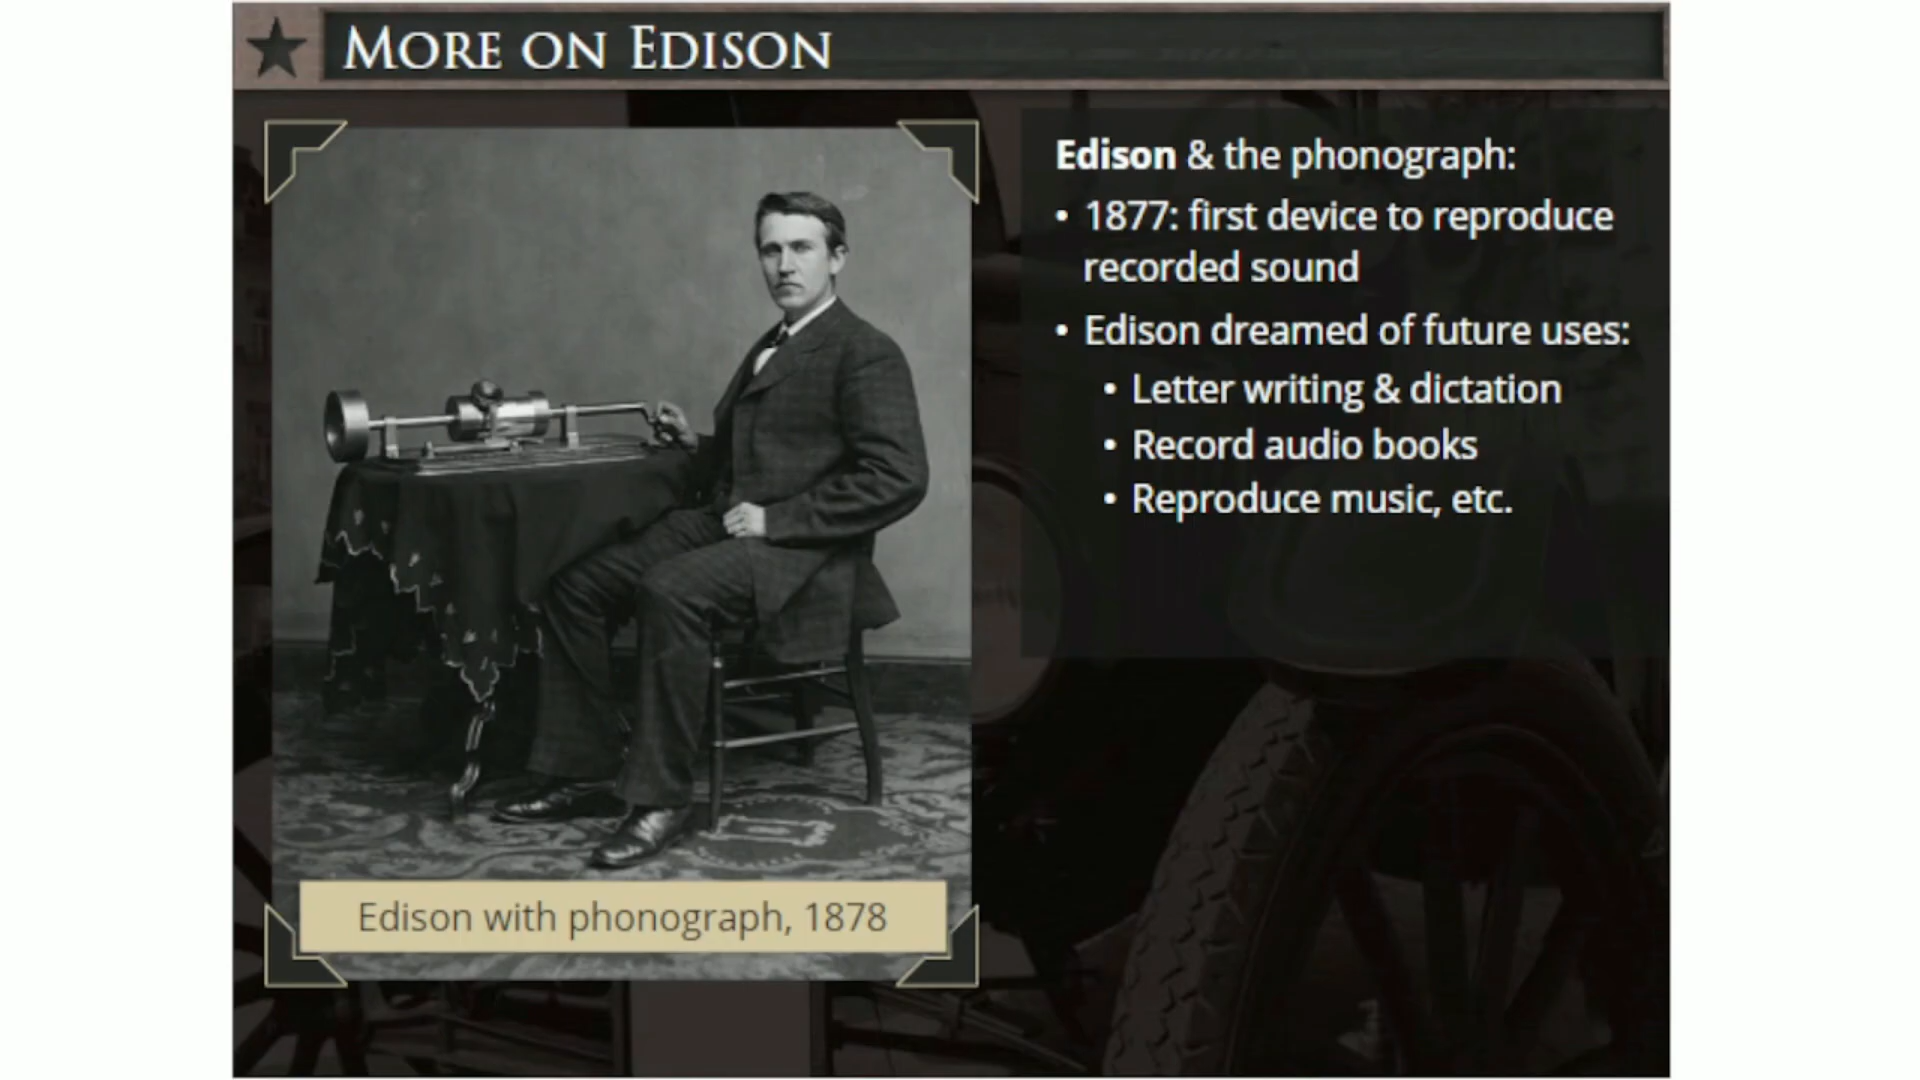 MORE ON EDISON
Edison & the phonograph:
• 1877: first device to reproduce
recorded sound
• Edison dreamed of future uses:
• Letter writing & dictation
• Record audio books
• Reproduce music, etc.
Edison with phonograph, 1878